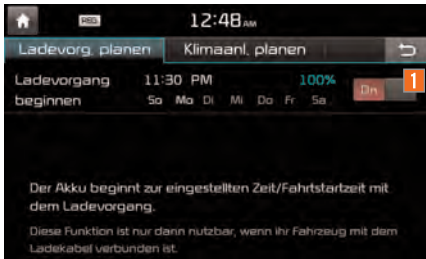 REC
12:48 AM
Ladevorg. planen Klimaanl. planen
Ladevorgang 11:30 PM 100% On 1
beginnen So Mo Di Mi Do Fr Sa
Der Akku beginnt zur eingestellten Zeit/Fahrtstartzeit mit
dem Ladevorgang.
Diese Funktion ist nur dann nutzbar, wenn ihr Fahrzeug mit dem
Ladekabel verbunden ist.